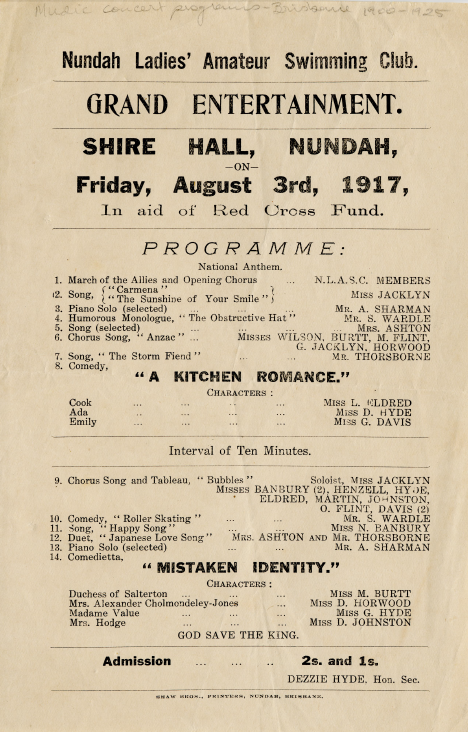 Music concert programs - Brisbane 1900-1925
Nundah Ladies' Amateur Swimming Club.
GRAND ENTERTAINMENT.
SHIRE HALL, NUNDAH,
—ON—
Friday, August 3rd, 1917,
In aid of Red Cross Fund.
PROGRAMME:
National Anthem.
1. March of the Allies and Opening Chorus ... N.L.A.S.C. MEMBERS
2. Song, { "Carmena" } { "The Sunshine of Your Smile" } MISS JACKLYN
3. Piano Solo (selected) ... ... ... MR. A. SHARMAN
4. Humorous Monologue, "The Obstrcetive Hat" MR. S. WARDLE
5. Song (selected) ... ... ... MRS. ASHTON
6. Chorus Song, "Anzac" ... MISSES WILSON, BURTT, M. FLINT,
G. JACKLYN, HORWOOD
7. Song, "The Storm Fiend" ... ... MR. THORSBORNE
8. Comedy,
"A KITCHEN ROMANCE."
CHARACTERS:
Cook ... ... ... ... MISS L. ELDRED
Ada ... ... ... ... MISS D. HYDE
Emily ... ... ... ... MISS G. DAVIS
Interval of Ten Minutes.
9. Chorus Song and Tableau, "Bubbles" Soloist, MISS JACKLYN
MISSES BANBURY (2), HENZELL, HYDE,
ELDRED, MARTIN, JOHNSTON,
O. FLINT, DAVIS (2)
10. Comedy, "Roller Skating" ... ... MR. S. WARDLE
11. Song, "Happy Song" ... ... MISS N. BANBURY
12. Duet, "Japanese Love Song" MRS. ASHTON AND MR. THORSBORNE
13. Piano Solo (selected) ... ... MR. A. SHARMAN
14. Comedietta,
"MISTAKEN IDENTITY."
CHARACTERS:
Duchess of Salterton ... ... ... MISS M. BURTT
Mrs. Alexander Cholmondeley-Jones ... MISS D. HORWOOD
Madame Value ... ... ... MISS G. HYDE
Mrs. Hodge ... ... ... MISS D. JOHNSTON
GOD SAVE THE KING.
Admission ... ... .. 2s. and 1s.
DEZZIE HYDE, Hon. Sec.
SHAW BROS., PRINTERS, NUNDAH, BRISBANE.